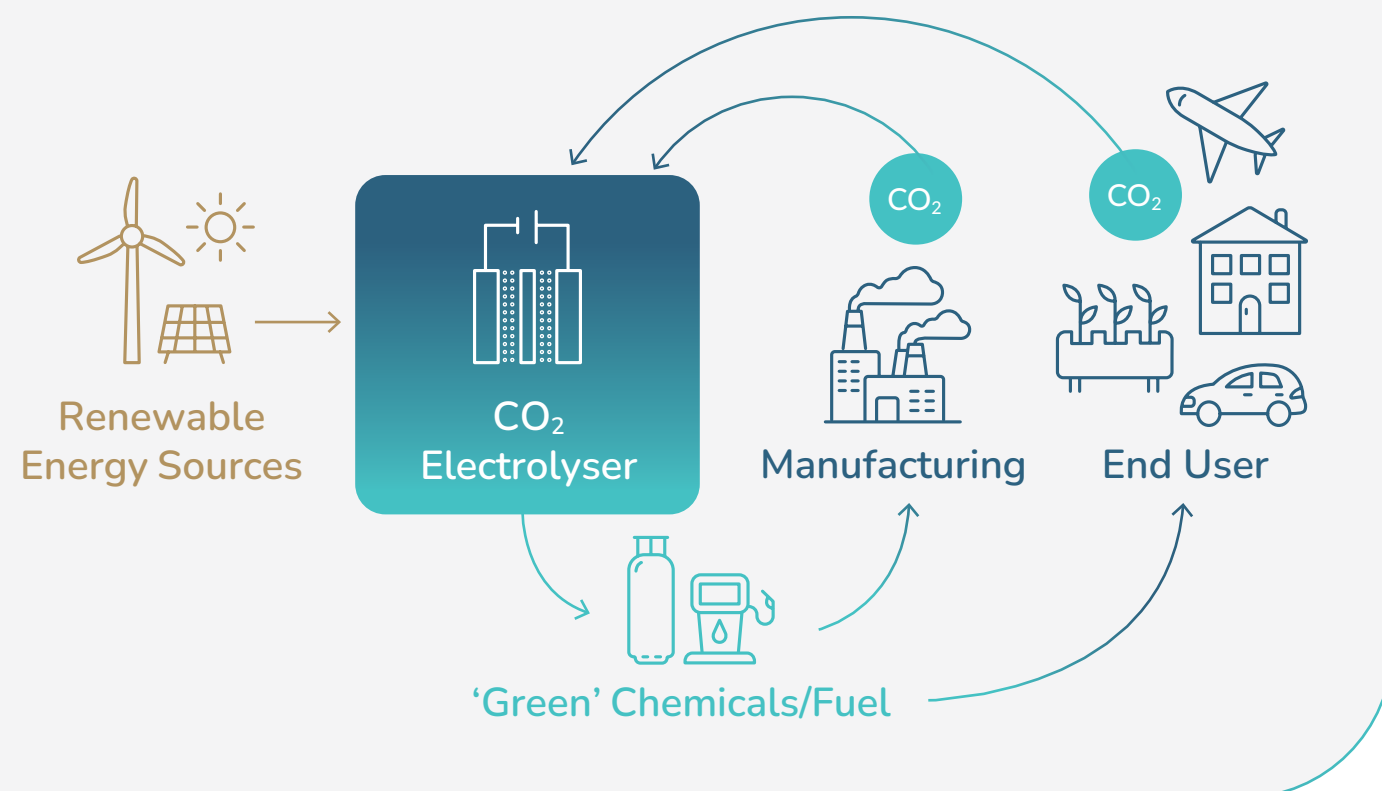 CO₂
CO₂
Renewable
Energy Sources
CO₂
Electrolyser
Manufacturing
End User
‘Green’ Chemicals/Fuel